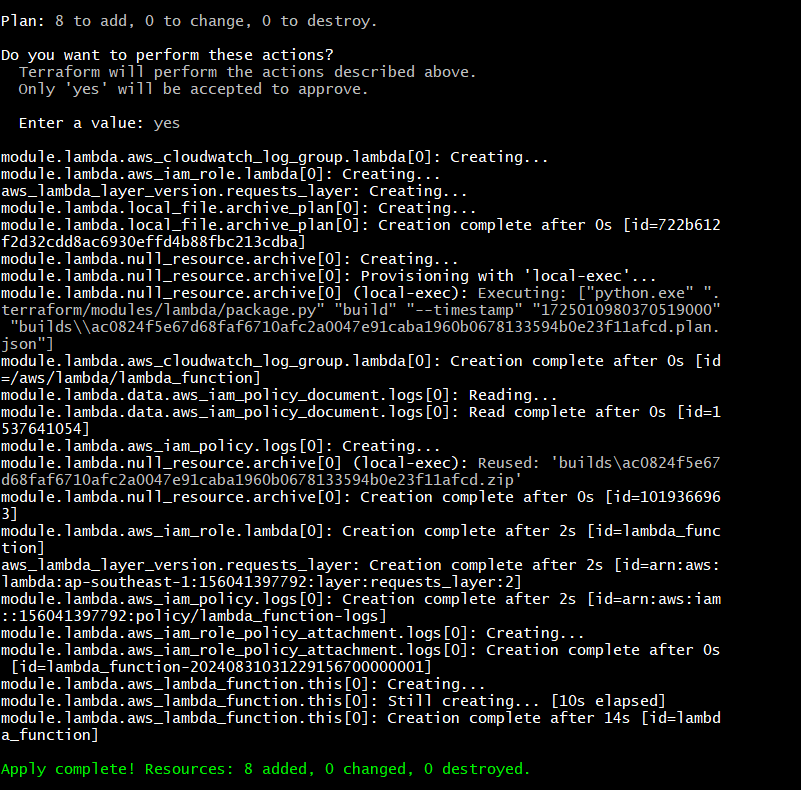 Plan: 8 to add, 0 to change, 0 to destroy.
Do you want to perform these actions?
Terraform will perform the actions described above.
Only 'yes' will be accepted to approve.
Enter a value: yes
module.lambda.aws_cloudwatch_log_group.lambda[0]: Creating...
module.lambda.aws_iam_role.lambda[0]: Creating...
aws_lambda_layer_version.requests_layer: Creating...
module.lambda.local_file.archive_plan[0]: Creating...
module.lambda.local_file.archive_plan[0]: Creation complete after 0s [id=722b612
f2d32cdd8ac6930effd4b88fbc213cdba]
module.lambda.null_resource.archive[0]: Creating...
module.lambda.null_resource.archive[0]: Provisioning with 'local-exec'...
module.lambda.null_resource.archive[0] (local-exec): Executing: ["python.exe" ".
terraform/modules/lambda/package.py" "build" "--timestamp" "1725010980370519000"
"builds\\ac0824f5e67d68faf6710afc2a0047e91caba1960b0678133594b0e23f11afcd.plan.
json"]
module.lambda.aws_cloudwatch_log_group.lambda[0]: Creation complete after 0s [id
=/aws/lambda/lambda_function]
module.lambda.data.aws_iam_policy_document.logs[0]: Reading...
module.lambda.data.aws_iam_policy_document.logs[0]: Read complete after 0s [id=1
537641054]
module.lambda.aws_iam_policy.logs[0]: Creating...
module.lambda.null_resource.archive[0] (local-exec): Reused: 'builds\ac0824f5e67
d68faf6710afc2a0047e91caba1960b0678133594b0e23f11afcd.zip'
module.lambda.null_resource.archive[0]: Creation complete after 0s [id=101936696
3]
module.lambda.aws_iam_role.lambda[0]: Creation complete after 2s [id=lambda_func
tion]
aws_lambda_layer_version.requests_layer: Creation complete after 2s [id=arn:aws:
lambda:ap-southeast-1:156041397792:layer:requests_layer:2]
module.lambda.aws_iam_policy.logs[0]: Creation complete after 2s [id=arn:aws:iam
::156041397792:policy/lambda_function-logs]
module.lambda.aws_iam_role_policy_attachment.logs[0]: Creating...
module.lambda.aws_iam_role_policy_attachment.logs[0]: Creation complete after 0s
[id=lambda_function-20240831031229156700000001]
module.lambda.aws_lambda_function.this[0]: Creating...
module.lambda.aws_lambda_function.this[0]: Still creating... [10s elapsed]
module.lambda.aws_lambda_function.this[0]: Creation complete after 14s [id=lambd
a_function]
Apply complete! Resources: 8 added, 0 changed, 0 destroyed.